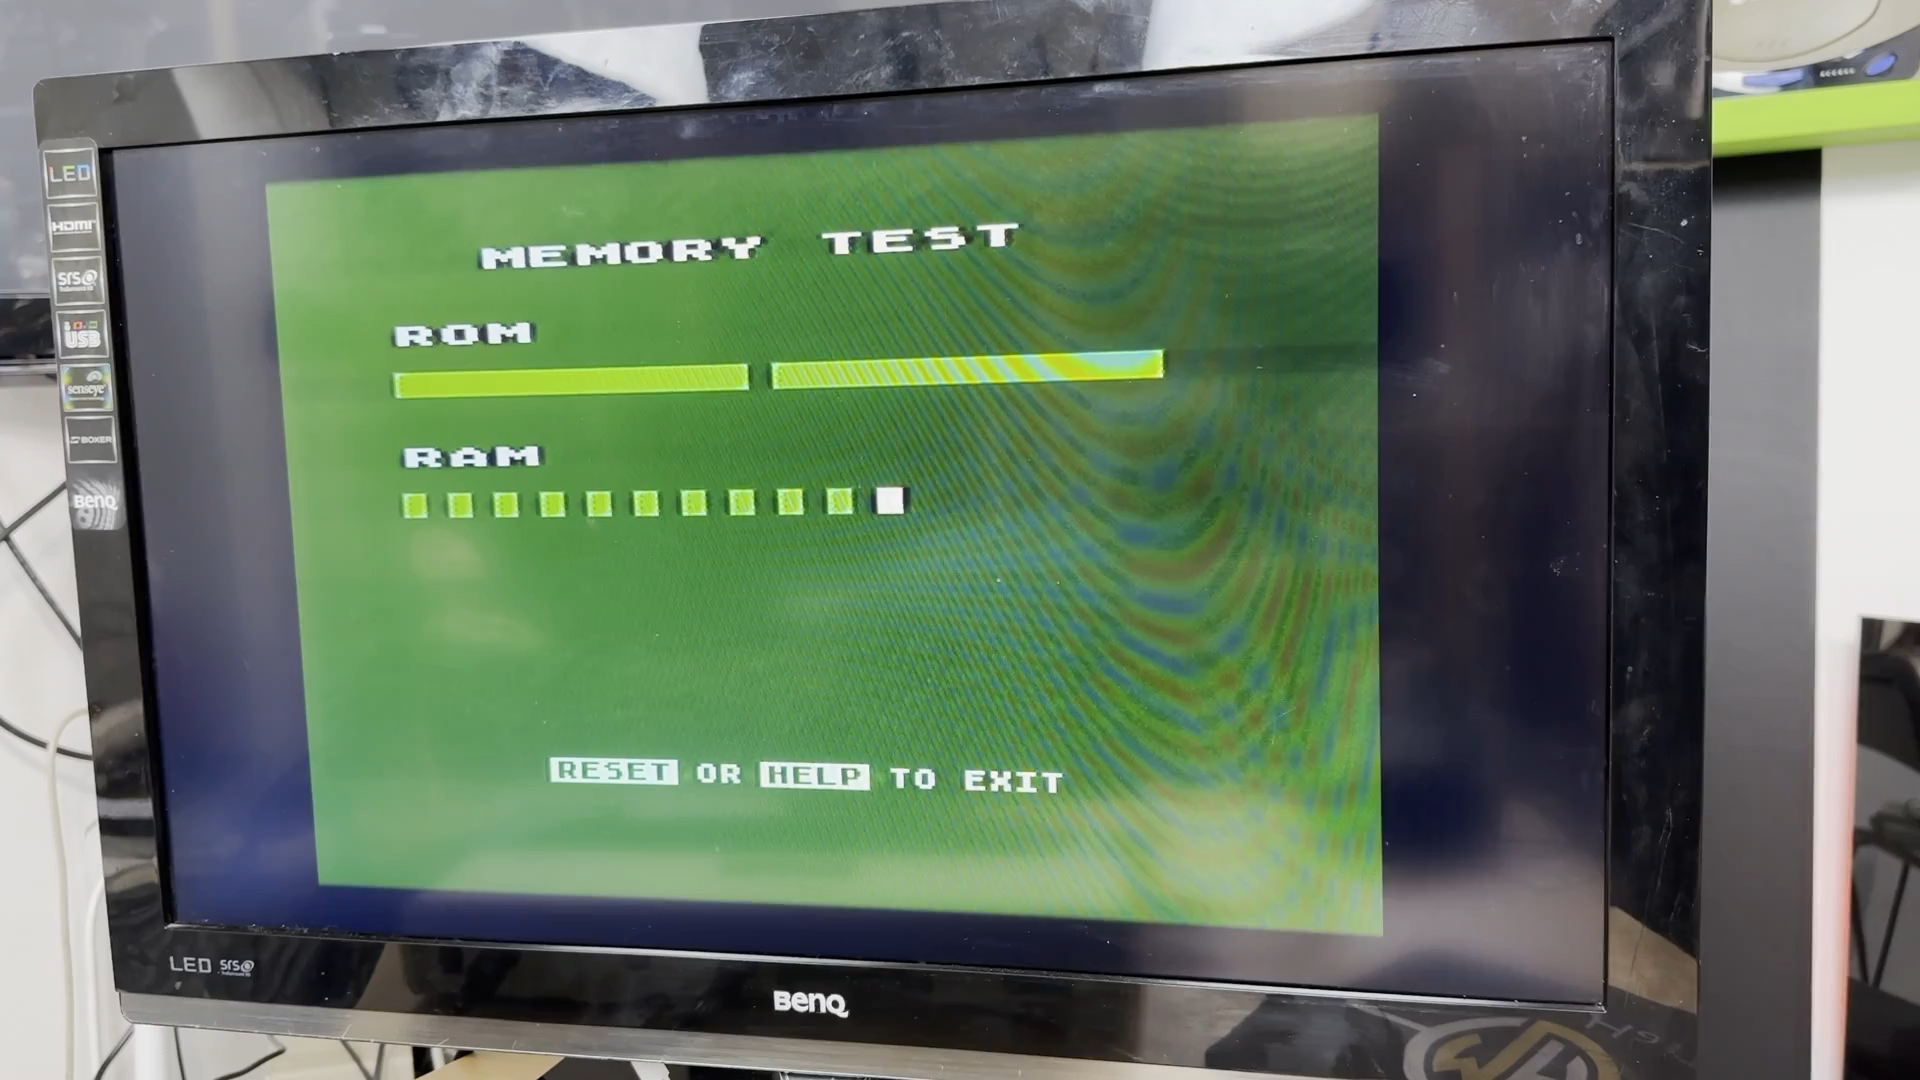 MEMORY TEST
ROM
RAM
RESET OR HELP TO EXIT
LED
HDMI
SRS
USB
senseye
BOXER
BenQ
LED SRS
BenQ